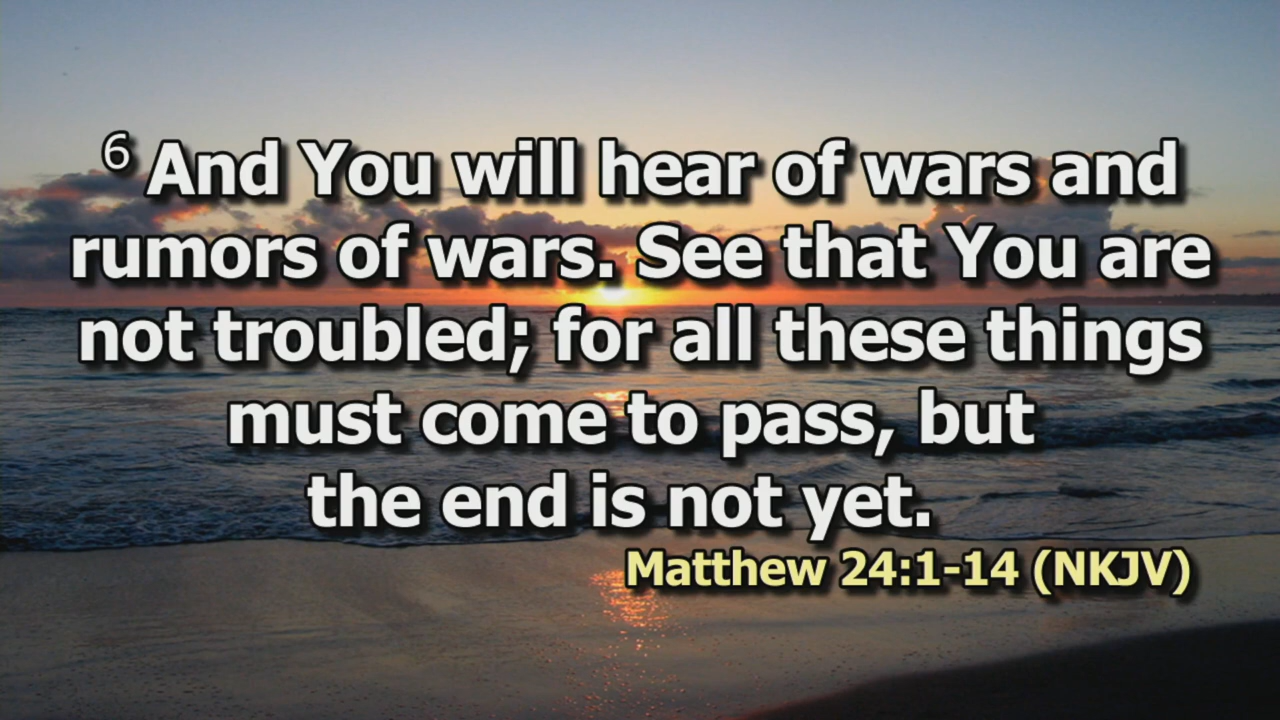 6 And You will hear of wars and
rumors of wars. See that You are
not troubled; for all these things
must come to pass, but
the end is not yet.
Matthew 24:1-14 (NKJV)